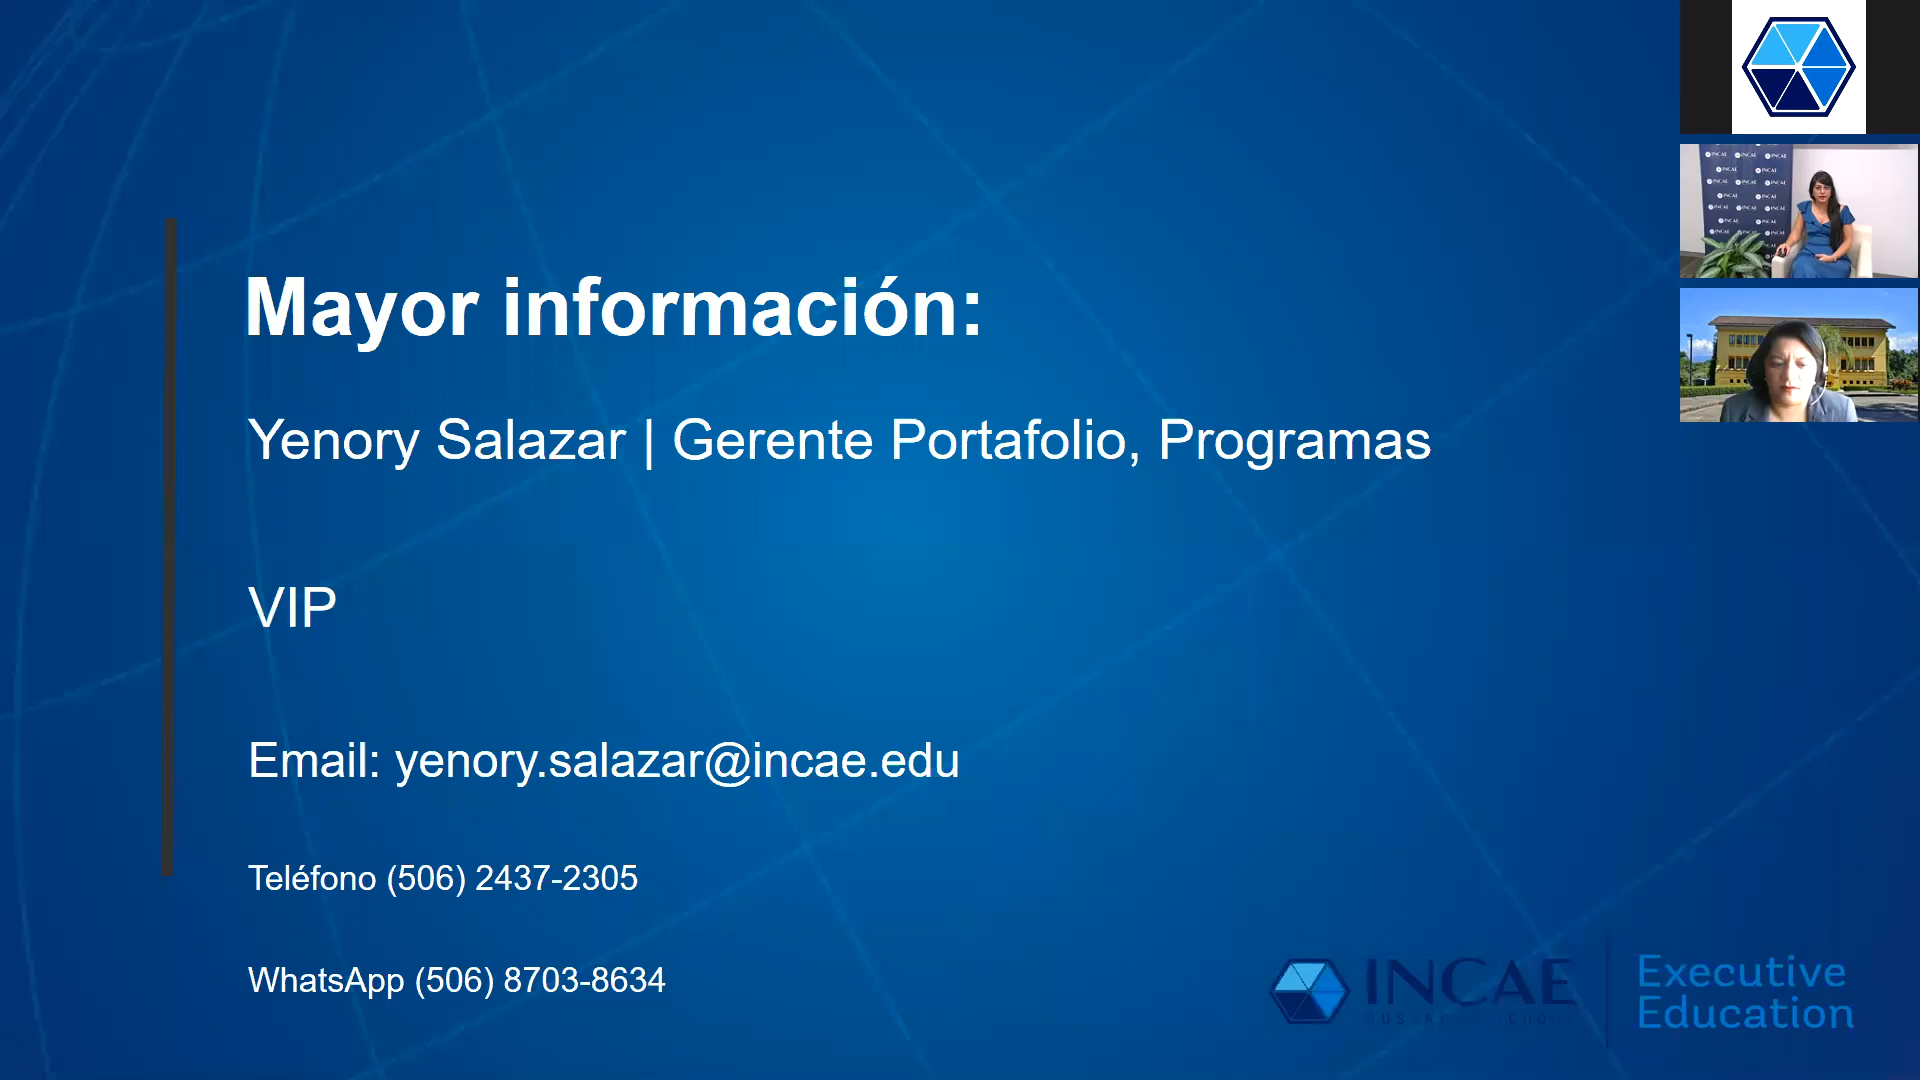 Mayor información:
Yenory Salazar | Gerente Portafolio, Programas
VIP
Email: yenory.salazar@incae.edu
Teléfono (506) 2437-2305
WhatsApp (506) 8703-8634
INCAE
Executive
Education